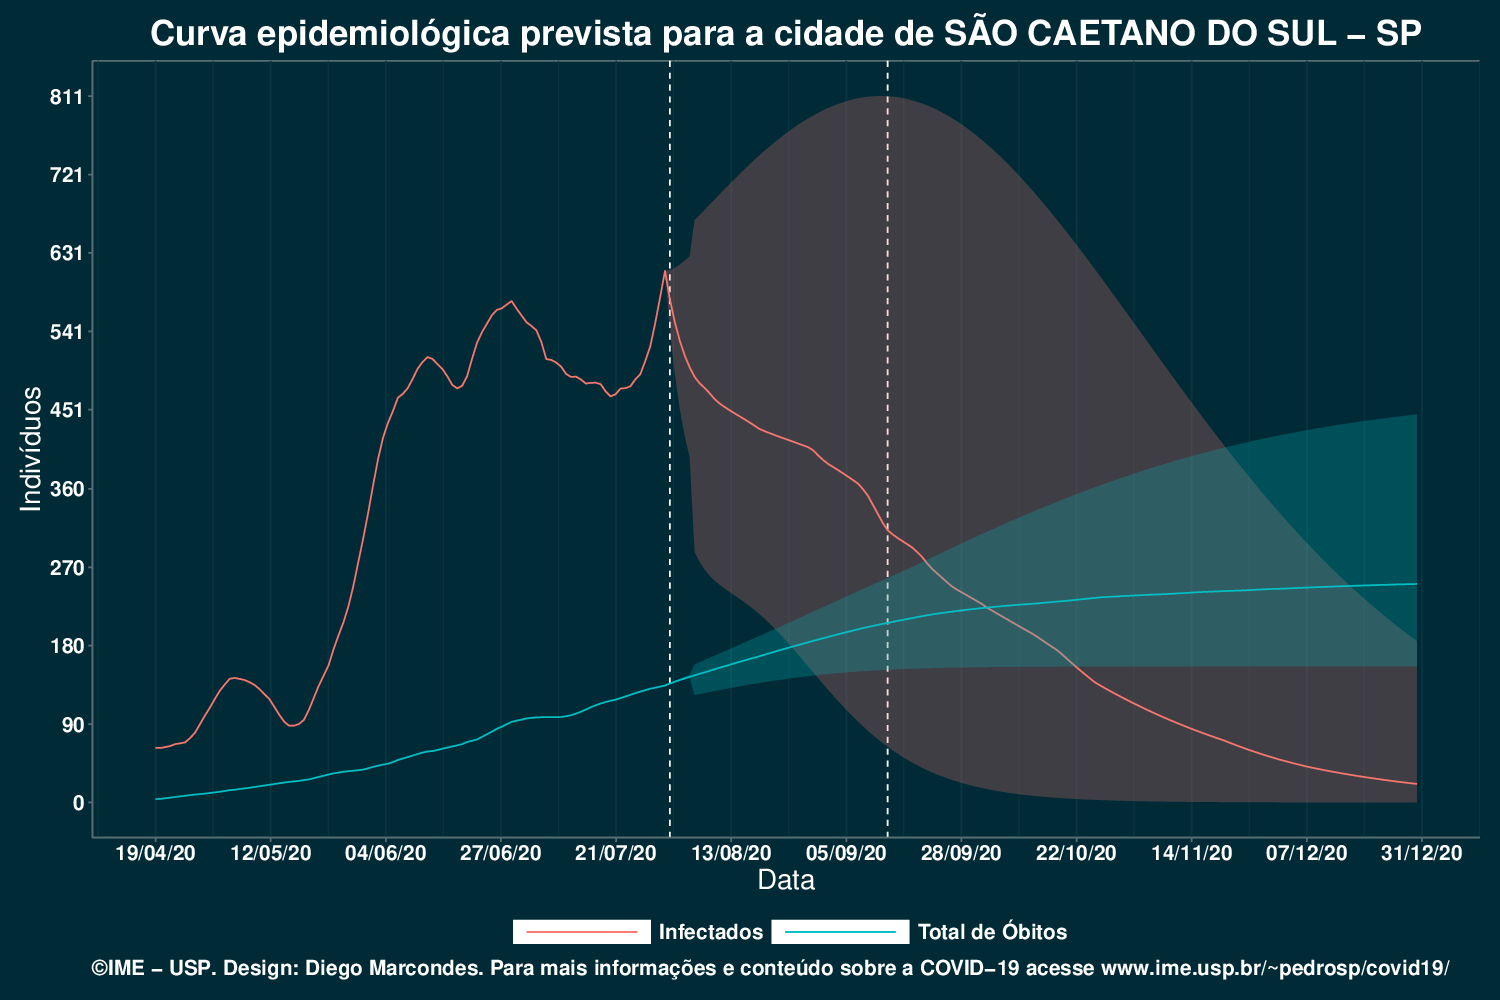 Curva epidemiológica prevista para a cidade de SÃO CAETANO DO SUL – SP
811
721
631
541
451
360
270
180
90
0
Indivíduos
19/04/20 12/05/20 04/06/20 27/06/20 21/07/20 13/08/20 05/09/20 28/09/20 22/10/20 14/11/20 07/12/20 31/12/20
Data
Infectados Total de Óbitos
©IME – USP. Design: Diego Marcondes. Para mais informações e conteúdo sobre a COVID–19 acesse www.ime.usp.br/~pedrosp/covid19/